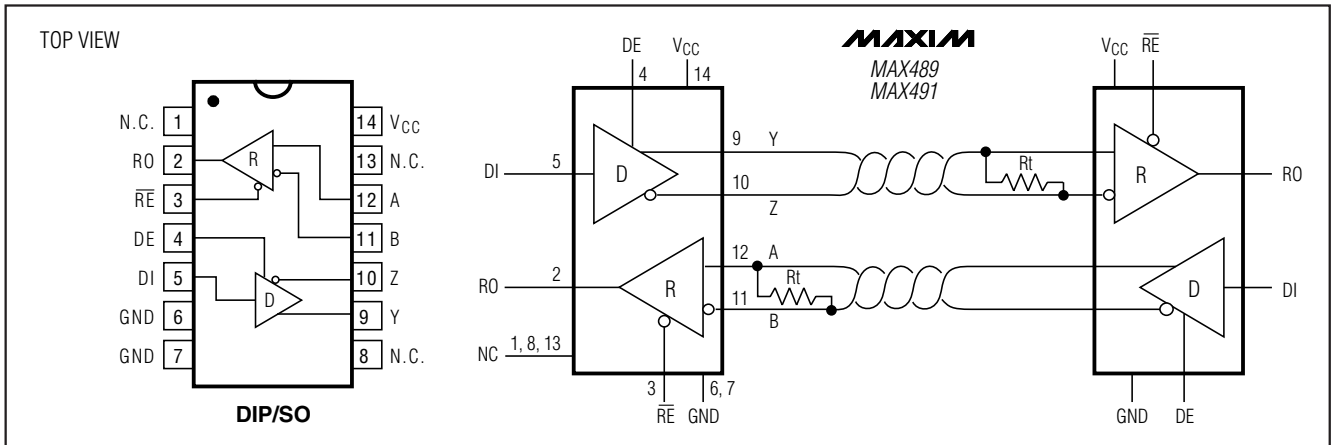 TOP VIEW
N.C. 1
RO 2
RE 3
DE 4
DI 5
GND 6
GND 7
14 VCC
13 N.C.
12 A
11 B
10 Z
9 Y
8 N.C.
R
D
DIP/SO
MAXIM
MAX489
MAX491
DE
4
VCC
14
DI
5
D
9 Y
10
Z
Rt
RO
2
R
12 A
11
B
Rt
NC 1, 8, 13
3
RE
6, 7
GND
VCC
RE
R
RO
D
DI
GND
DE